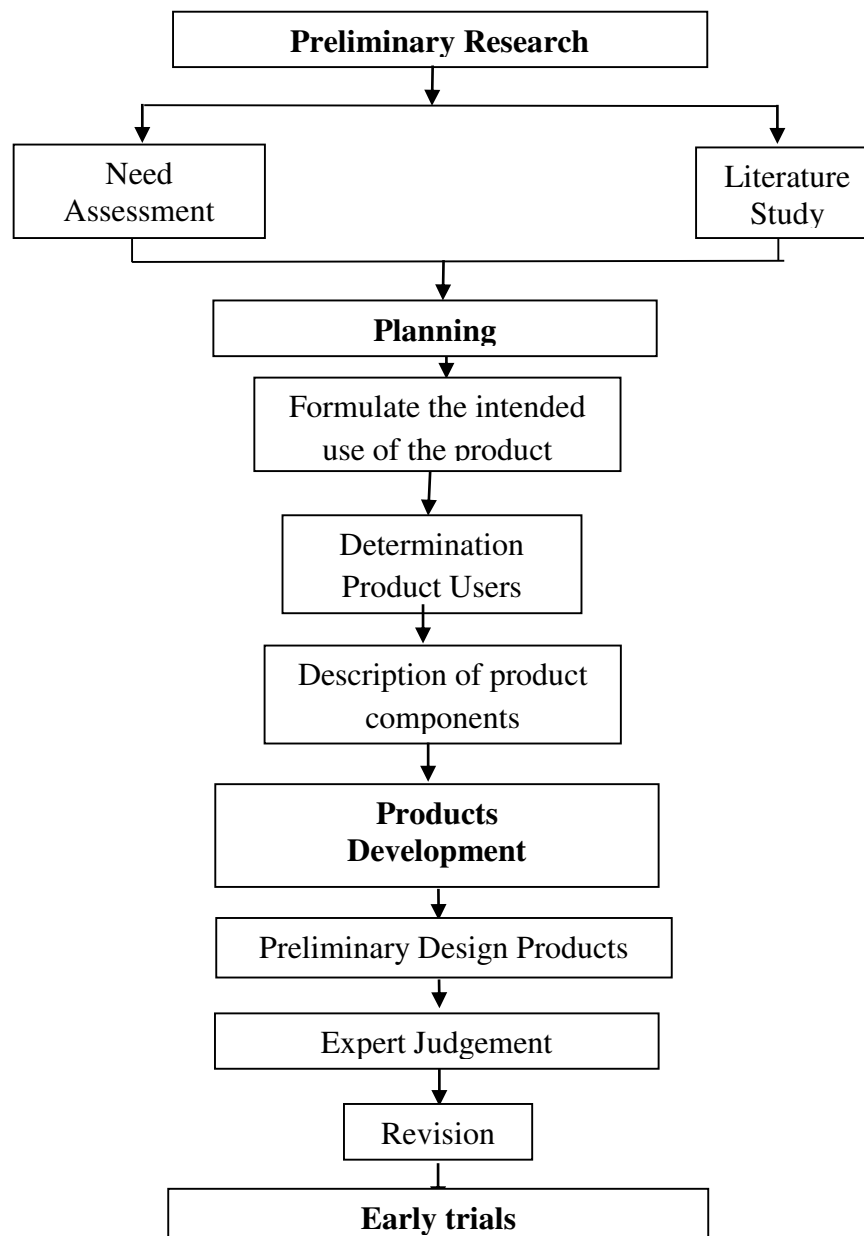 Preliminary Research
Need
Assessment
Literature
Study
Planning
Formulate the intended
use of the product
Determination
Product Users
Description of product
components
Products
Development
Preliminary Design Products
Expert Judgement
Revision
Early trials